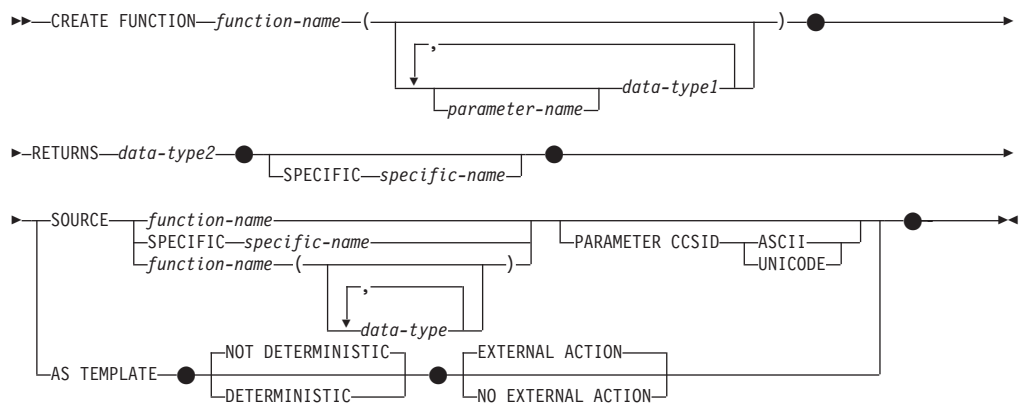 CREATE FUNCTION function-name ( )
,
data-type1
parameter-name
RETURNS data-type2
SPECIFIC specific-name
SOURCE function-name
SPECIFIC specific-name
function-name ( )
,
data-type
PARAMETER CCSID ASCII
UNICODE
AS TEMPLATE NOT DETERMINISTIC
DETERMINISTIC
EXTERNAL ACTION
NO EXTERNAL ACTION